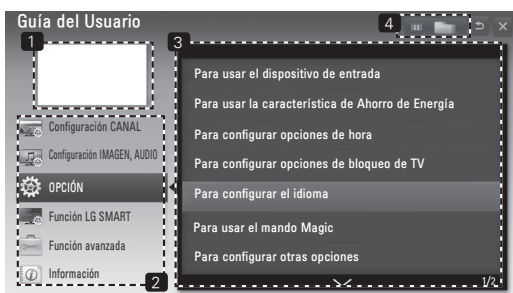 Guía del Usuario
4
1
3
Configuración CANAL
Configuración IMAGEN, AUDIO
OPCIÓN
Función LG SMART
Función avanzada
Información
2
Para usar el dispositivo de entrada
Para usar la característica de Ahorro de Energía
Para configurar opciones de hora
Para configurar opciones de bloqueo de TV
Para configurar el idioma
Para usar el mando Magic
Para configurar otras opciones
1/2